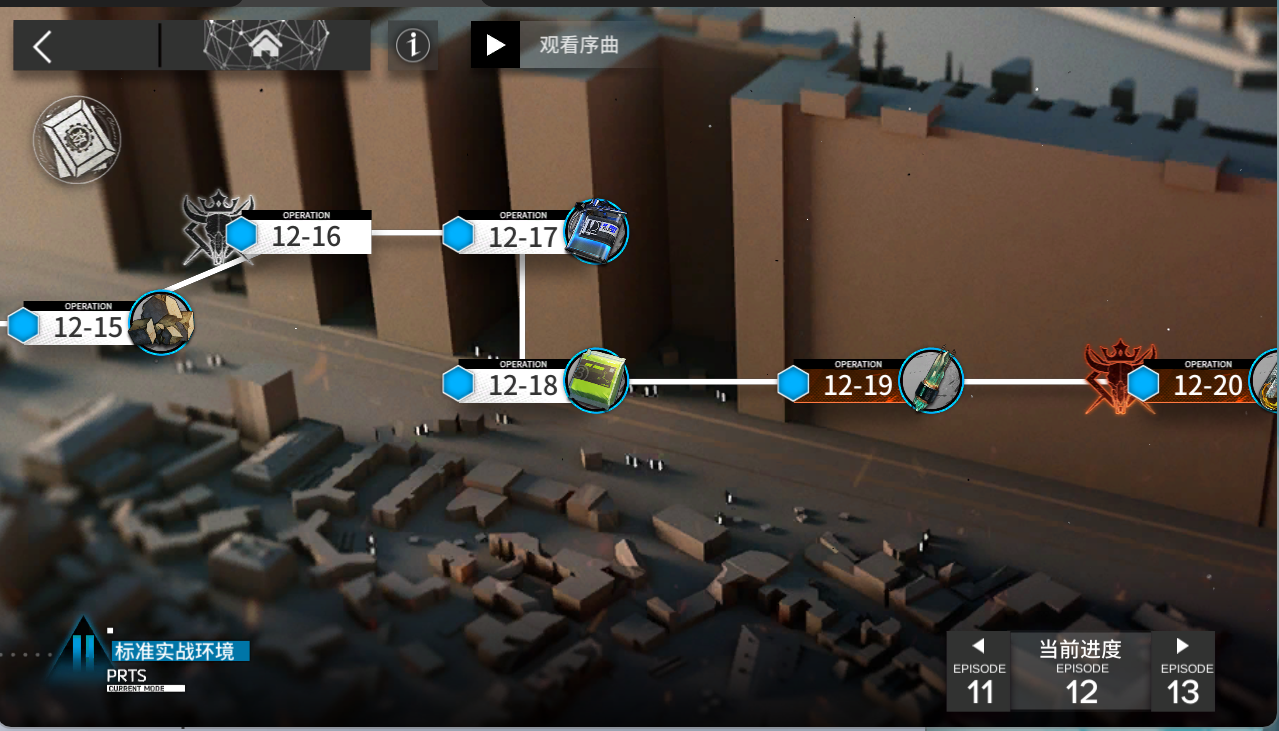 观看序曲
OPERATION
12-16
OPERATION
12-17
OPERATION
12-15
OPERATION
12-18
OPERATION
12-19
OPERATION
12-20
标准实战环境
PRTS
CURRENT MODE
EPISODE
11
当前进度
EPISODE
12
EPISODE
13